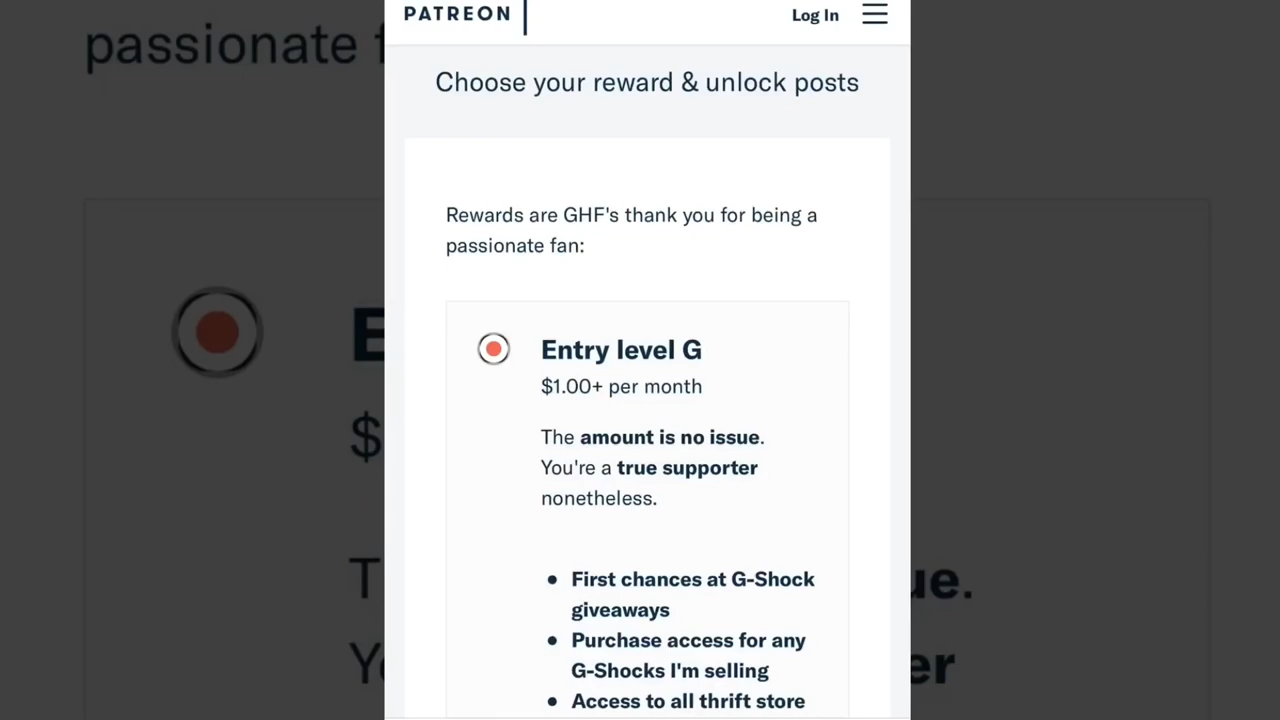 PATREON
Log In
Choose your reward & unlock posts
Rewards are GHF's thank you for being a
passionate fan:
Entry level G
$1.00+ per month
The amount is no issue.
You're a true supporter
nonetheless.
• First chances at G-Shock
giveaways
• Purchase access for any
G-Shocks I'm selling
• Access to all thrift store